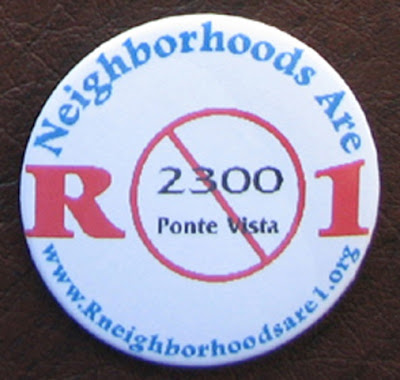 Neighborhoods Are
R 1
2300
Ponte Vista
www.Rneighborhoodsare1.org